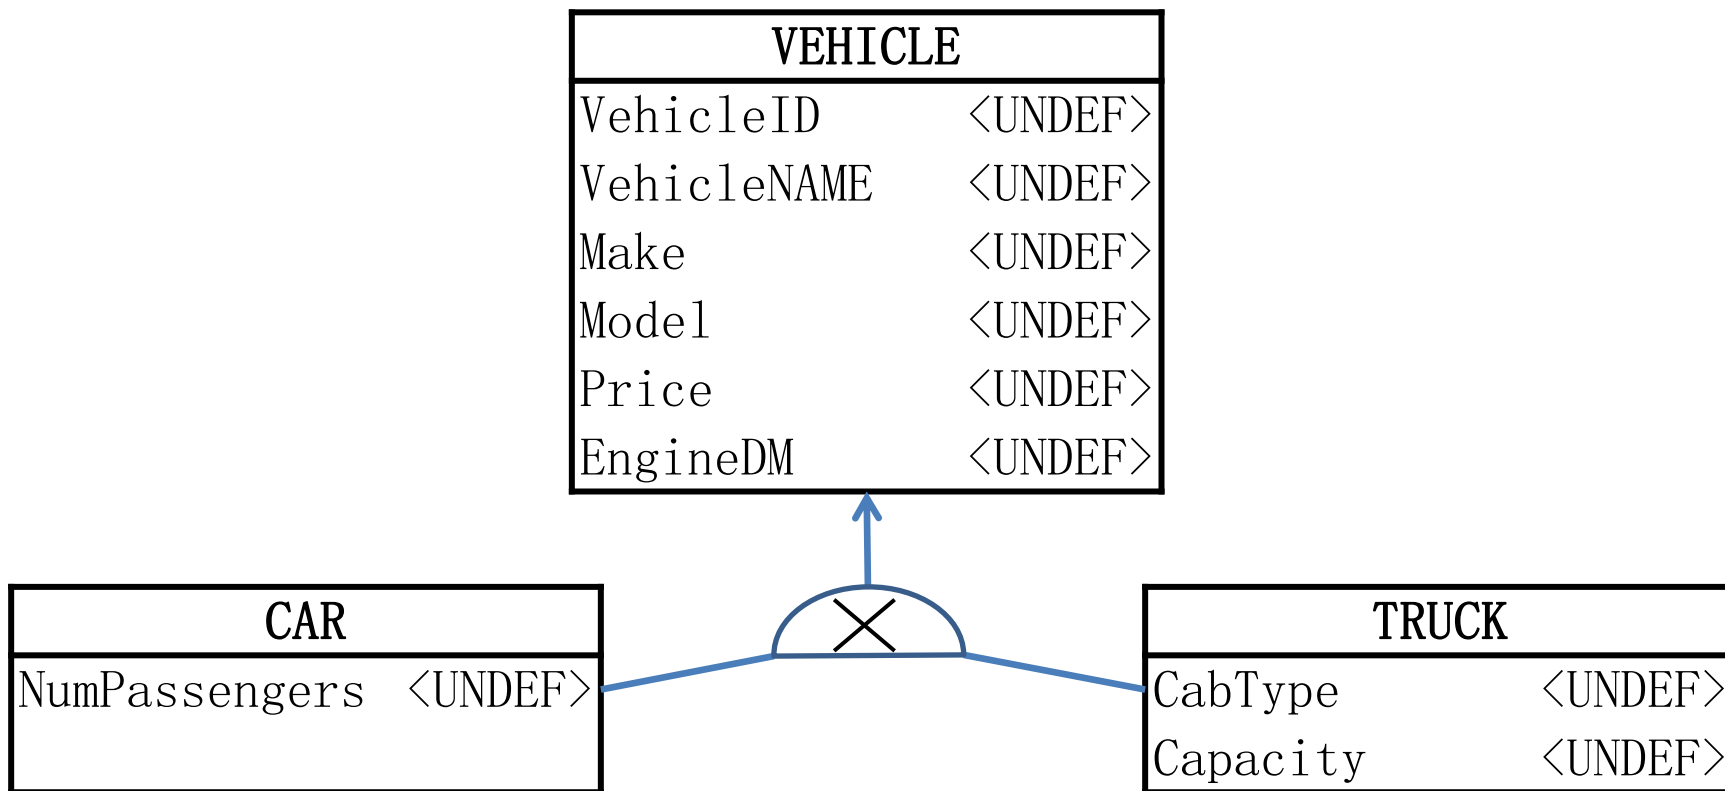 VEHICLE
VehicleID <UNDEF>
VehicleNAME <UNDEF>
Make <UNDEF>
Model <UNDEF>
Price <UNDEF>
EngineDM <UNDEF>
CAR
NumPassengers <UNDEF>
TRUCK
CabType <UNDEF>
Capacity <UNDEF>